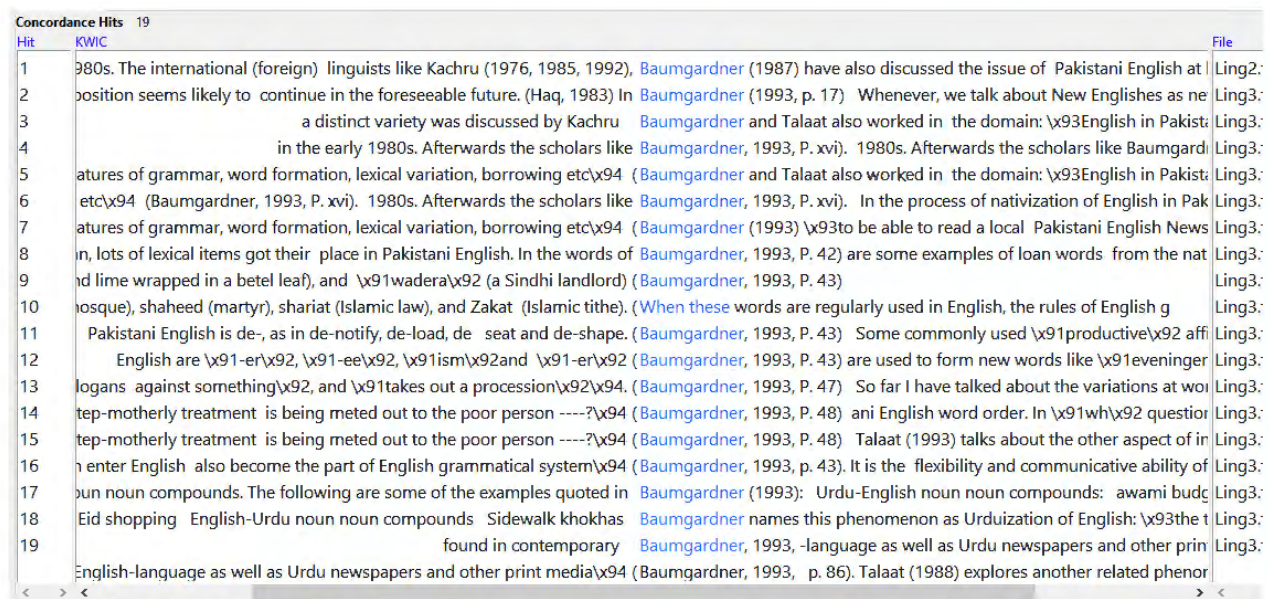 Concordance Hits 19
Hit KWIC File
1 980s. The international (foreign) linguists like Kachru (1976, 1985, 1992), Baumgardner (1987) have also discussed the issue of Pakistani English at l Ling2.
2 position seems likely to continue in the foreseeable future. (Haq, 1983) In Baumgardner (1993, p. 17) Whenever, we talk about New Englishes as ne Ling3.
3 a distinct variety was discussed by Kachru Baumgardner and Talaat also worked in the domain: \x93English in Pakista Ling3.
4 in the early 1980s. Afterwards the scholars like Baumgardner, 1993, P. xvi). 1980s. Afterwards the scholars like Baumgardn Ling3.
5 atures of grammar, word formation, lexical variation, borrowing etc\x94 (Baumgardner and Talaat also worked in the domain: \x93English in Pakista Ling3.
6 etc\x94 (Baumgardner, 1993, P. xvi). 1980s. Afterwards the scholars like Baumgardner, 1993, P. xvi). In the process of nativization of English in Pak Ling3.
7 atures of grammar, word formation, lexical variation, borrowing etc\x94 (Baumgardner (1993) \x93to be able to read a local Pakistani English News Ling3.
8 n, lots of lexical items got their place in Pakistani English. In the words of Baumgardner, 1993, P. 42) are some examples of loan words from the nat Ling3.
9 nd lime wrapped in a betel leaf), and \x91wadera\x92 (a Sindhi landlord) (Baumgardner, 1993, P. 43) Ling3.
10 nosque), shaheed (martyr), shariat (Islamic law), and Zakat (Islamic tithe). (When these words are regularly used in English, the rules of English g Ling3.
11 Pakistani English is de-, as in de-notify, de-load, de seat and de-shape. (Baumgardner, 1993, P. 43) Some commonly used \x91productive\x92 affi Ling3.
12 English are \x91-er\x92, \x91-ee\x92, \x91ism\x92and \x91-er\x92 (Baumgardner, 1993, P. 43) are used to form new words like \x91eveninger Ling3.
13 logans against something\x92, and \x91takes out a procession\x92\x94. (Baumgardner, 1993, P. 47) So far I have talked about the variations at wor Ling3.
14 tep-motherly treatment is being meted out to the poor person ----?\x94 (Baumgardner, 1993, P. 48) ani English word order. In \x91wh\x92 question Ling3.
15 tep-motherly treatment is being meted out to the poor person ----?\x94 (Baumgardner, 1993, P. 48) Talaat (1993) talks about the other aspect of in Ling3.
16 n enter English also become the part of English grammatical system\x94 (Baumgardner, 1993, p. 43). It is the flexibility and communicative ability of Ling3.
17 oun noun compounds. The following are some of the examples quoted in Baumgardner (1993): Urdu-English noun noun compounds: awami budg Ling3.
18 Eid shopping English-Urdu noun noun compounds Sidewalk khokhas Baumgardner names this phenomenon as Urduization of English: \x93the t Ling3.
19 found in contemporary Baumgardner, 1993, -language as well as Urdu newspapers and other prin Ling3.
English-language as well as Urdu newspapers and other print media\x94 (Baumgardner, 1993, p. 86). Talaat (1988) explores another related phenor